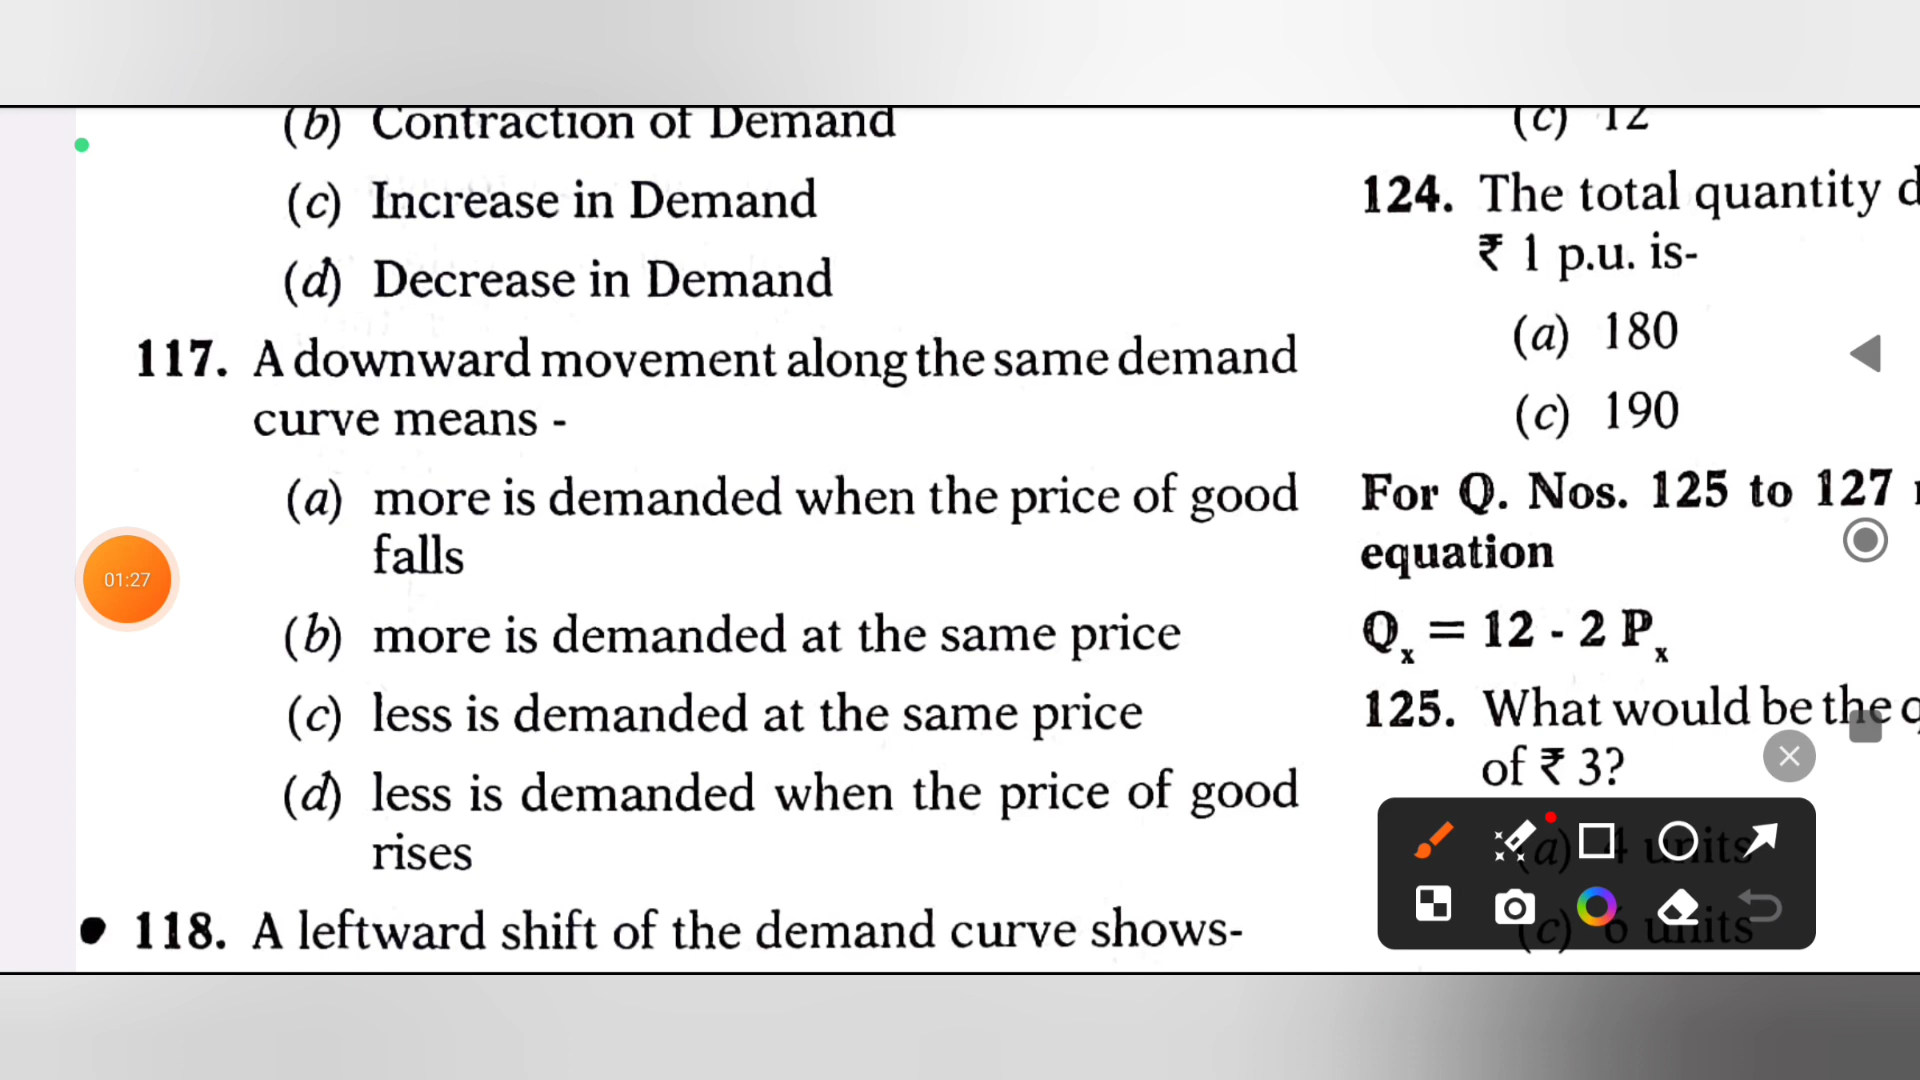 (b) Contraction of Demand
(c) Increase in Demand
(d) Decrease in Demand
117. A downward movement along the same demand
curve means -
(a) more is demanded when the price of good
falls
(b) more is demanded at the same price
(c) less is demanded at the same price
(d) less is demanded when the price of good
rises
118. A leftward shift of the demand curve shows-
(c) 12
124. The total quantity
₹ 1 p.u. is-
(a) 180
(c) 190
For Q. Nos. 125 to 127
equation
Qx = 12 - 2 Px
125. What would be the
of ₹ 3?
(a) 4 units
(c) 6 units
01:27